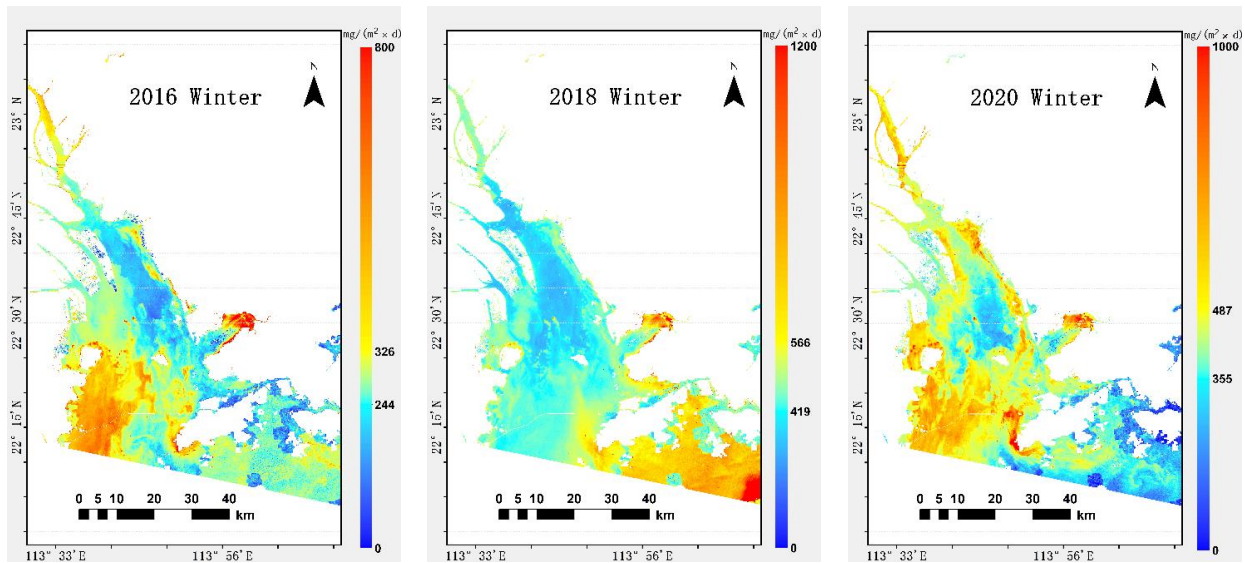 mg/(m² × d)
800
N
2016 Winter
23° N
22° 45′ N
22° 30′ N
22° 15′ N
326
244
0
0 5 10 20 30 40
km
113° 33′ E
113° 56′ E
mg/(m² × d)
1200
N
2018 Winter
23° N
22° 45′ N
22° 30′ N
22° 15′ N
566
419
0
0 5 10 20 30 40
km
113° 33′ E
113° 56′ E
mg/(m² × d)
1000
N
2020 Winter
23° N
22° 45′ N
22° 30′ N
22° 15′ N
487
355
0
0 5 10 20 30 40
km
113° 33′ E
113° 56′ E